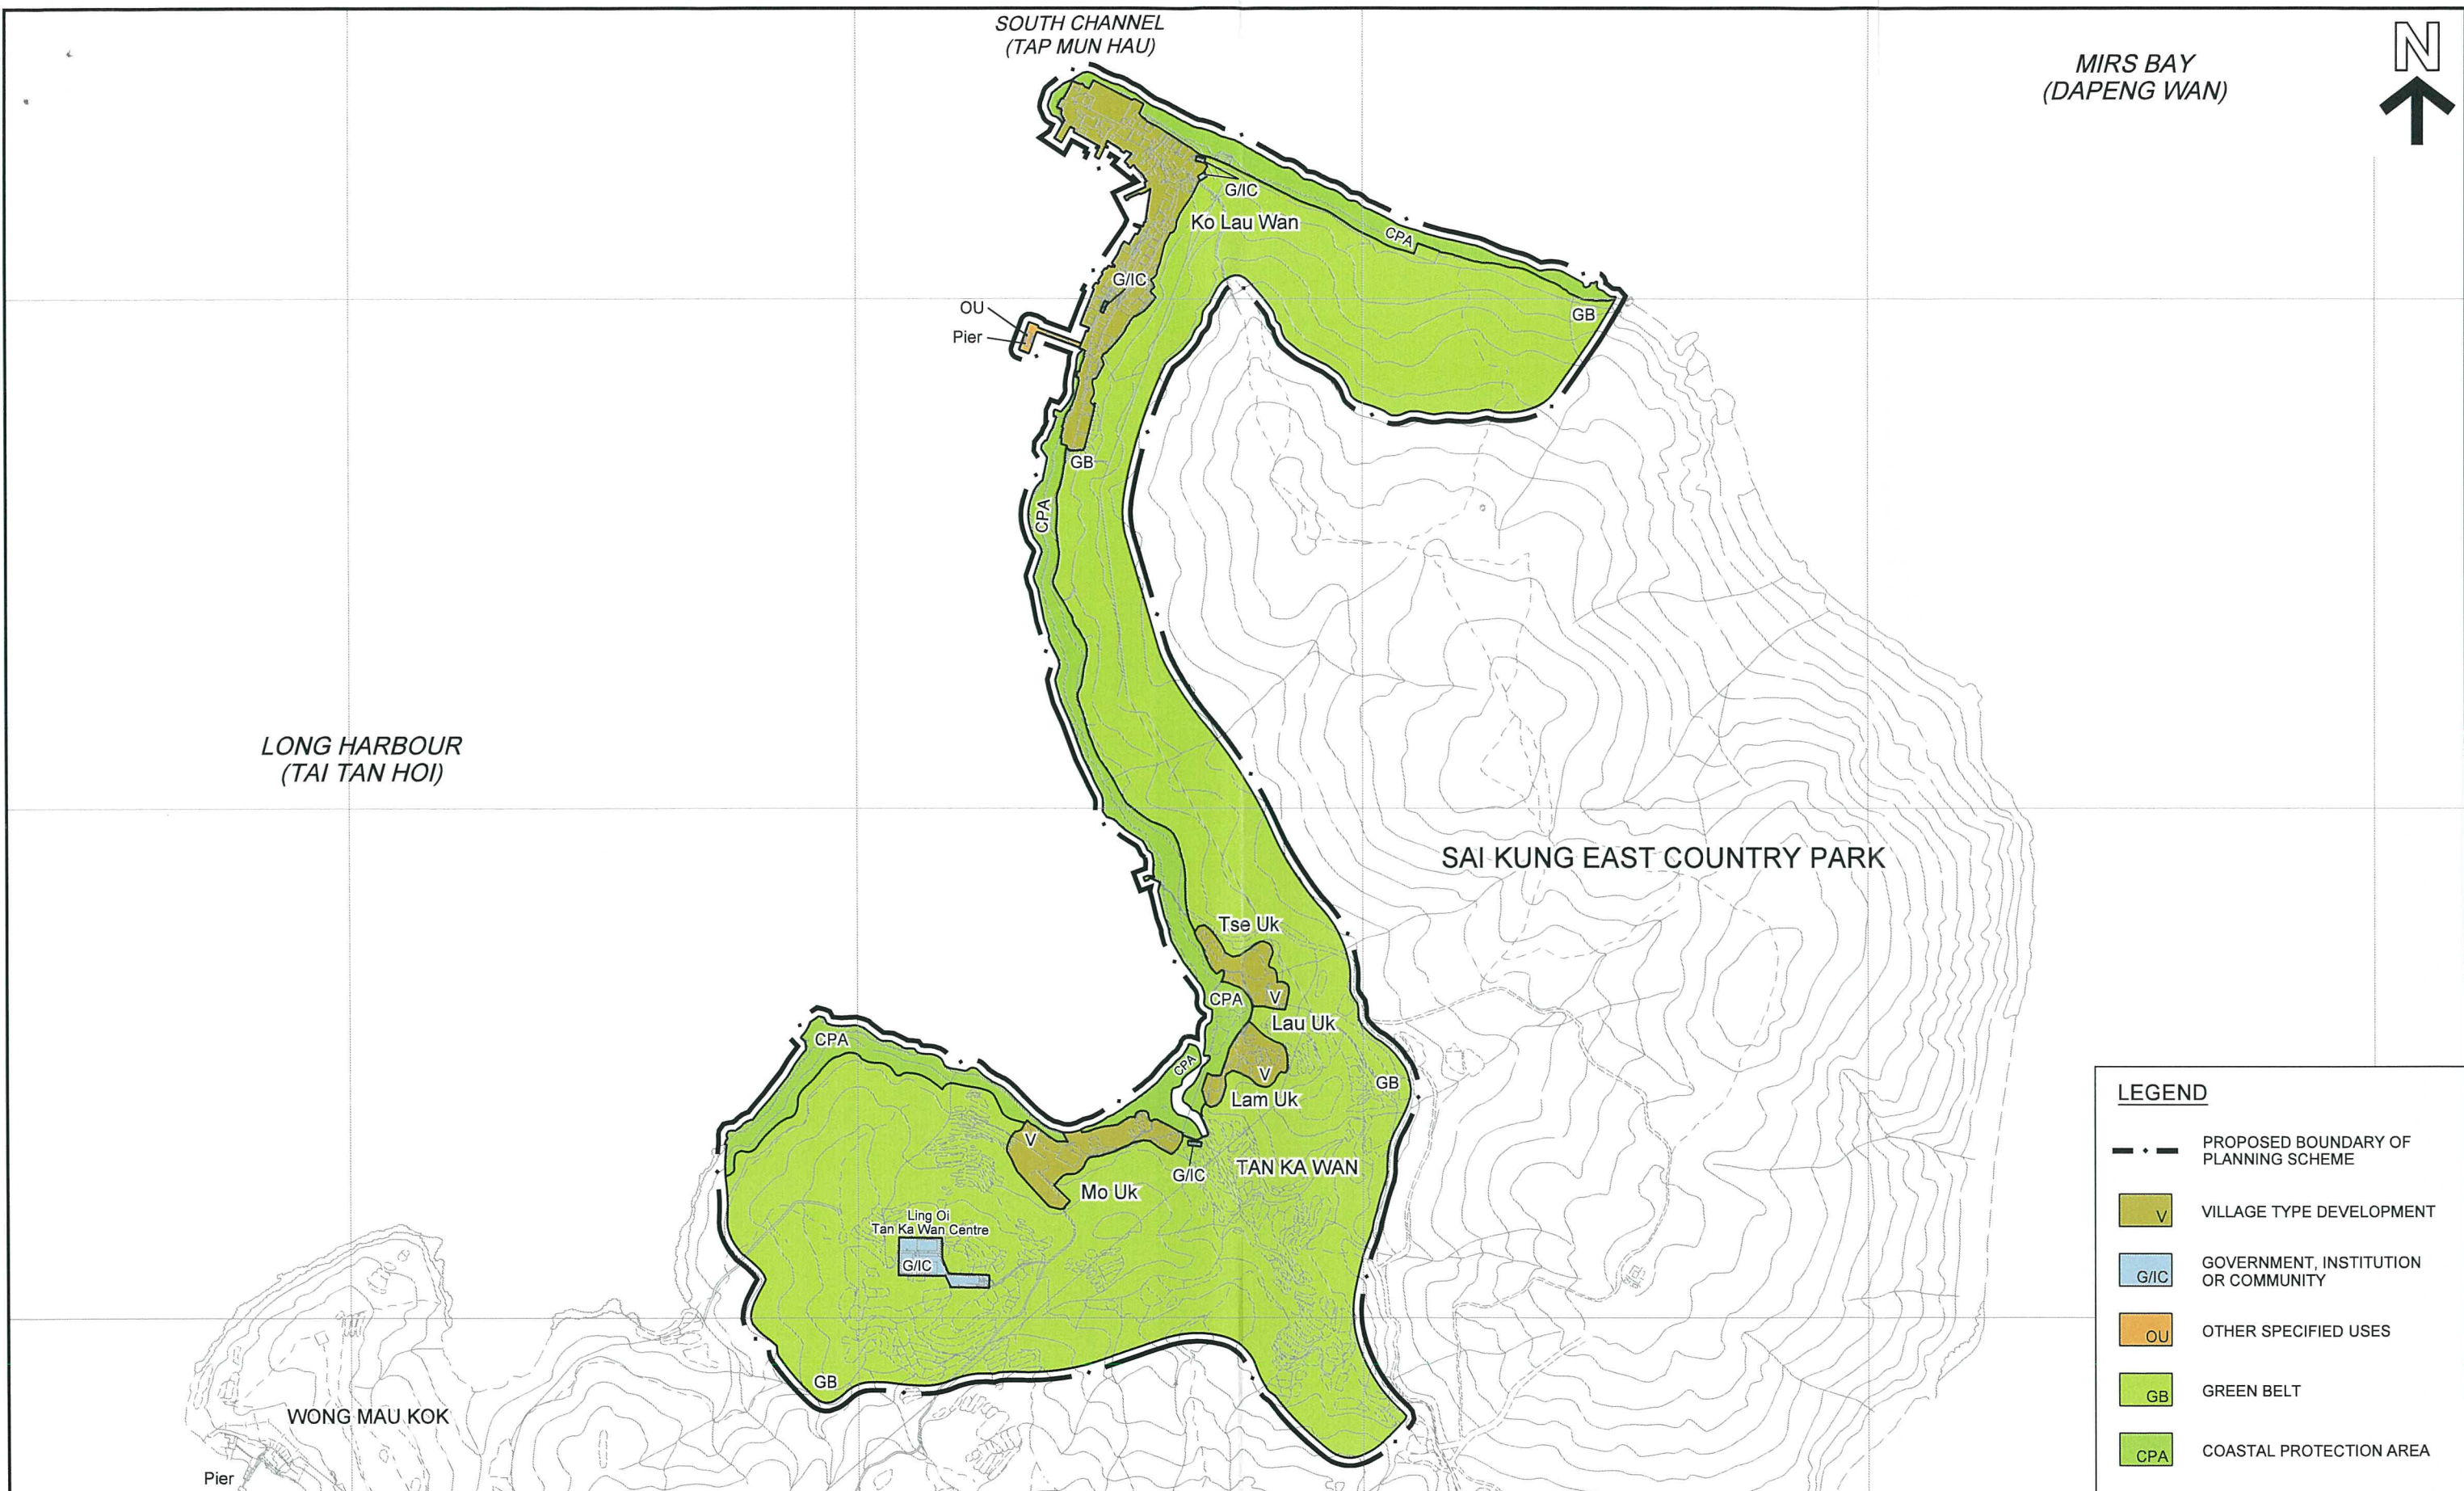 SOUTH CHANNEL
(TAP MUN HAU)
MIRS BAY
(DAPENG WAN)
N
G/IC
Ko Lau Wan
CPA
G/IC
OU
Pier
GB
GB
CPA
LONG HARBOUR
(TAI TAN HOI)
SAI KUNG EAST COUNTRY PARK
Tse Uk
CPA
V
Lau Uk
CPA
CPA
V
GB
Lam Uk
V
G/IC
TAN KA WAN
Mo Uk
Ling Oi
Tan Ka Wan Centre
G/IC
GB
WONG MAU KOK
Pier
LEGEND
PROPOSED BOUNDARY OF
PLANNING SCHEME
V
VILLAGE TYPE DEVELOPMENT
G/IC
GOVERNMENT, INSTITUTION
OR COMMUNITY
OU
OTHER SPECIFIED USES
GB
GREEN BELT
CPA
COASTAL PROTECTION AREA